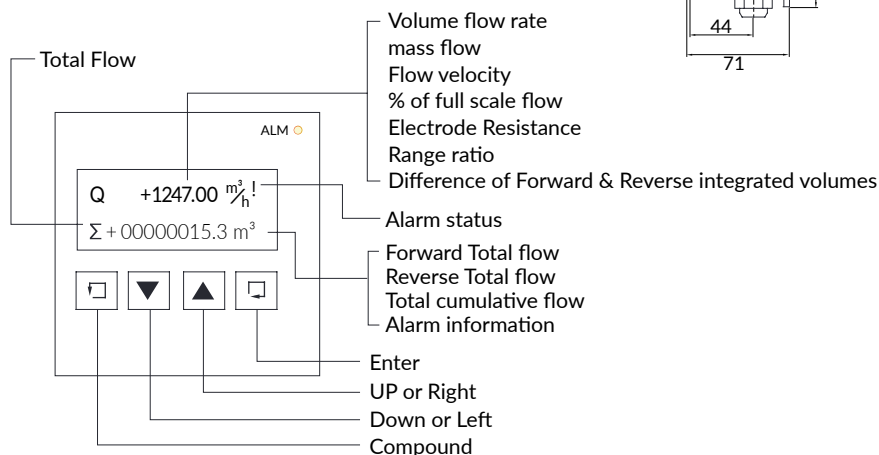 44
71
Total Flow
Volume flow rate
mass flow
Flow velocity
% of full scale flow
Electrode Resistance
Range ratio
Difference of Forward & Reverse integrated volumes
ALM
Q +1247.00 m³/h !
Σ + 00000015.3 m³
Alarm status
Forward Total flow
Reverse Total flow
Total cumulative flow
Alarm information
Enter
UP or Right
Down or Left
Compound